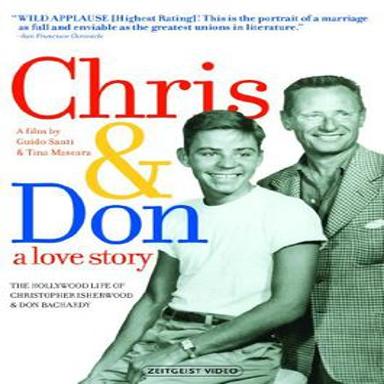 "WILD APPLAUSE [Highest Rating]! This is the portrait of a marriage
as full and enviable as the greatest unions in literature."
-San Francisco Chronicle
Chris
A film by
Guido Santi
& Tina Mascara
&
Don
a love story
THE HOLLYWOOD LIFE OF
CHRISTOPHER ISHERWOOD
& DON BACHARDY
ZEITGEIST VIDEO